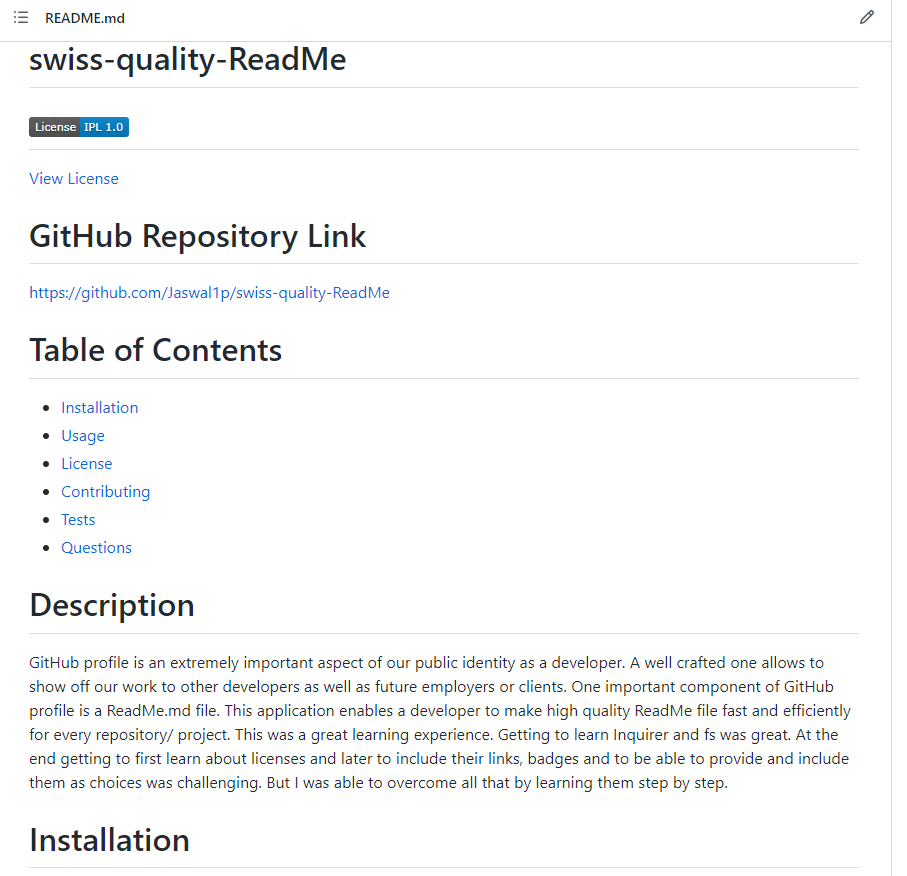 README.md
swiss-quality-ReadMe
License IPL 1.0
View License
GitHub Repository Link
https://github.com/Jaswal1p/swiss-quality-ReadMe
Table of Contents
Installation
Usage
License
Contributing
Tests
Questions
Description
GitHub profile is an extremely important aspect of our public identity as a developer. A well crafted one allows to
show off our work to other developers as well as future employers or clients. One important component of GitHub
profile is a ReadMe.md file. This application enables a developer to make high quality ReadMe file fast and efficiently
for every repository/ project. This was a great learning experience. Getting to learn Inquirer and fs was great. At the
end getting to first learn about licenses and later to include their links, badges and to be able to provide and include
them as choices was challenging. But I was able to overcome all that by learning them step by step.
Installation